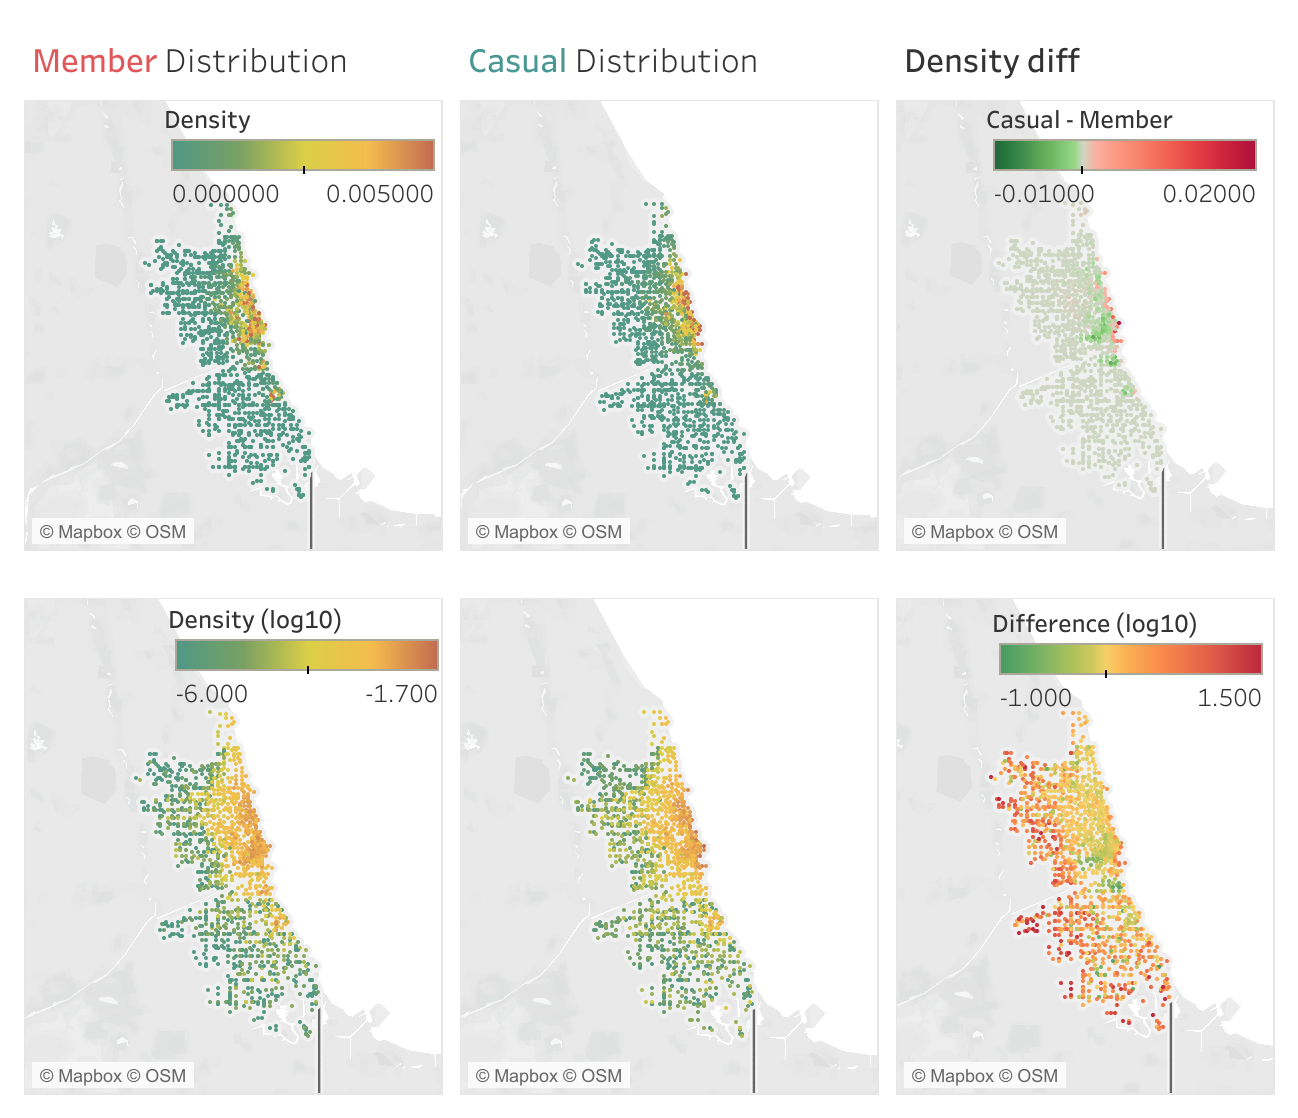 Member Distribution
Casual Distribution
Density diff
Density
0.000000 0.005000
Casual - Member
-0.01000 0.02000
© Mapbox © OSM
© Mapbox © OSM
© Mapbox © OSM
Density (log10)
-6.000 -1.700
Difference (log10)
-1.000 1.500
© Mapbox © OSM
© Mapbox © OSM
© Mapbox © OSM